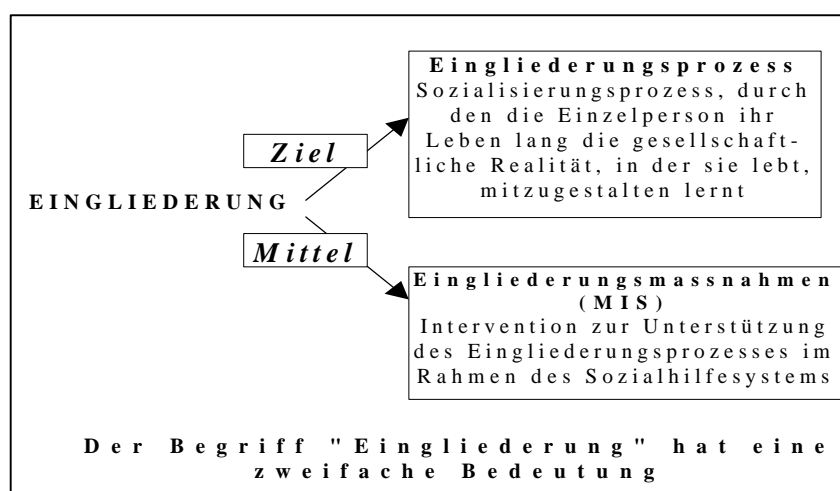 Eingliederungsprozess
Sozialisierungsprozess, durch
den die Einzelperson ihr
Leben lang die gesellschaft-
liche Realität, in der sie lebt,
mitzugestalten lernt
Ziel
EINGLIEDERUNG
Mittel
Eingliederungsmassnahmen
(MIS)
Intervention zur Unterstützung
des Eingliederungsprozesses im
Rahmen des Sozialhilfesystems
Der Begriff "Eingliederung" hat eine
zweifache Bedeutung